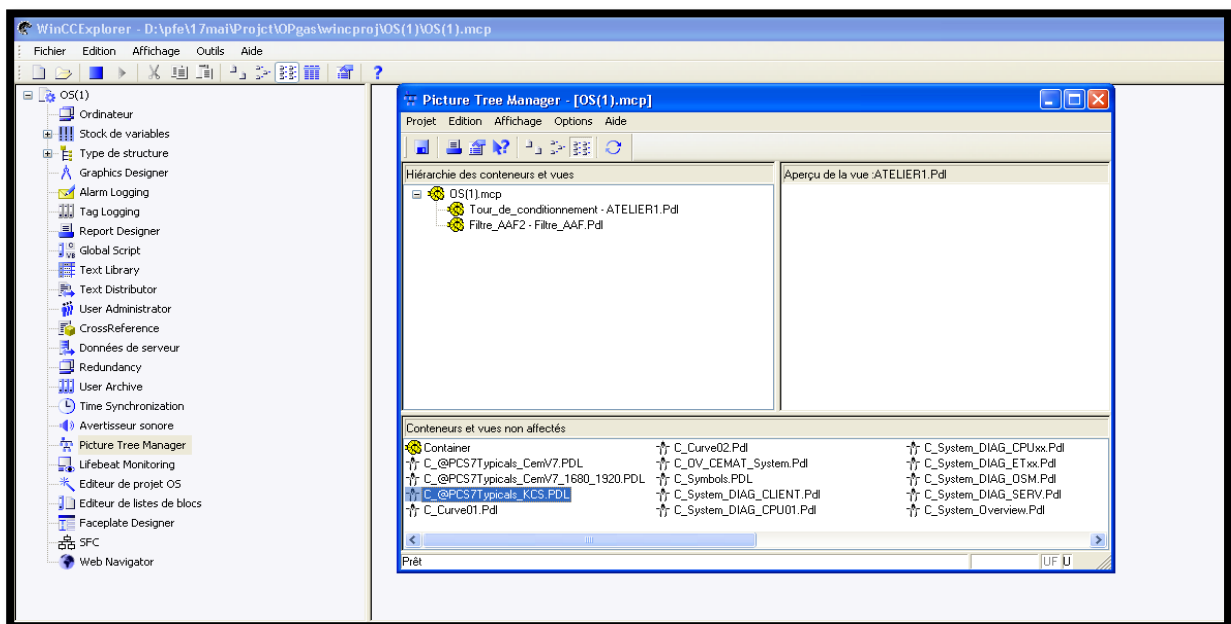 WinCCExplorer - D:\pfe\17mai\Projct\OPgas\wincproj\OS(1)\OS(1).mcp
Fichier Edition Affichage Outils Aide
OS(1)
Ordinateur
Stock de variables
Type de structure
Graphics Designer
Alarm Logging
Tag Logging
Report Designer
Global Script
Text Library
Text Distributor
User Administrator
CrossReference
Données de serveur
Redundancy
User Archive
Time Synchronization
Avertisseur sonore
Picture Tree Manager
Lifebeat Monitoring
Editeur de projet OS
Editeur de listes de blocs
Faceplate Designer
SFC
Web Navigator
Picture Tree Manager - [OS(1).mcp]
Projet Edition Affichage Options Aide
Hiérarchie des conteneurs et vues
OS(1).mcp
Tour_de_conditionnement - ATELIER1.Pdl
Filtre_AAF2 - Filtre_AAF.Pdl
Aperçu de la vue :ATELIER1.Pdl
Conteneurs et vues non affectés
Container
C_@PCS7Typicals_CemV7.PDL
C_@PCS7Typicals_CemV7_1680_1920.PDL
C_@PCS7Typicals_KCS.PDL
C_Curve01.Pdl
C_Curve02.Pdl
C_OV_CEMAT_System.Pdl
C_Symbols.PDL
C_System_DIAG_CLIENT.Pdl
C_System_DIAG_CPU01.Pdl
C_System_DIAG_CPUxx.Pdl
C_System_DIAG_ETxx.Pdl
C_System_DIAG_OSM.Pdl
C_System_DIAG_SERV.Pdl
C_System_Overview.Pdl
Prêt
UF U